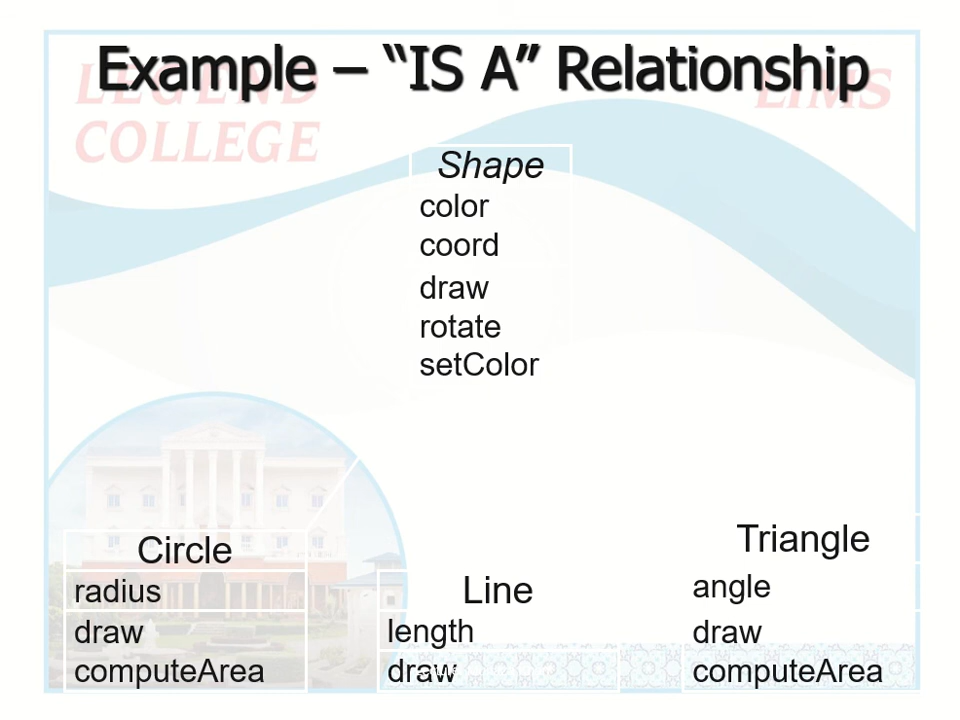 Example – “IS A” Relationship
LEGEND
COLLEGE
LIMS
Shape
color
coord
draw
rotate
setColor
Circle
radius
draw
computeArea
Line
length
draw
Triangle
angle
draw
computeArea